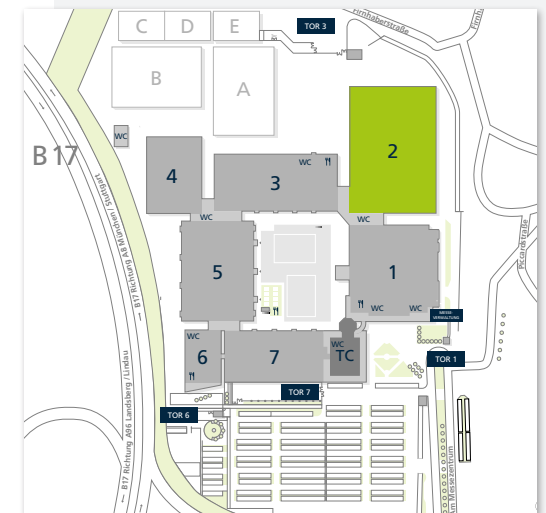 C
D
E
TOR 3
Firnhaberstraße
B
A
WC
B 17
4
3
WC
2
WC
WC
5
1
WC
WC
MESSE
VERWALTUNG
Piccardstraße
B17 Richtung A8 München / Stuttgart
WC
6
7
WC
TC
TOR 1
TOR 7
TOR 6
B17 Richtung A96 Landsberg / Lindau
m Messezentrum